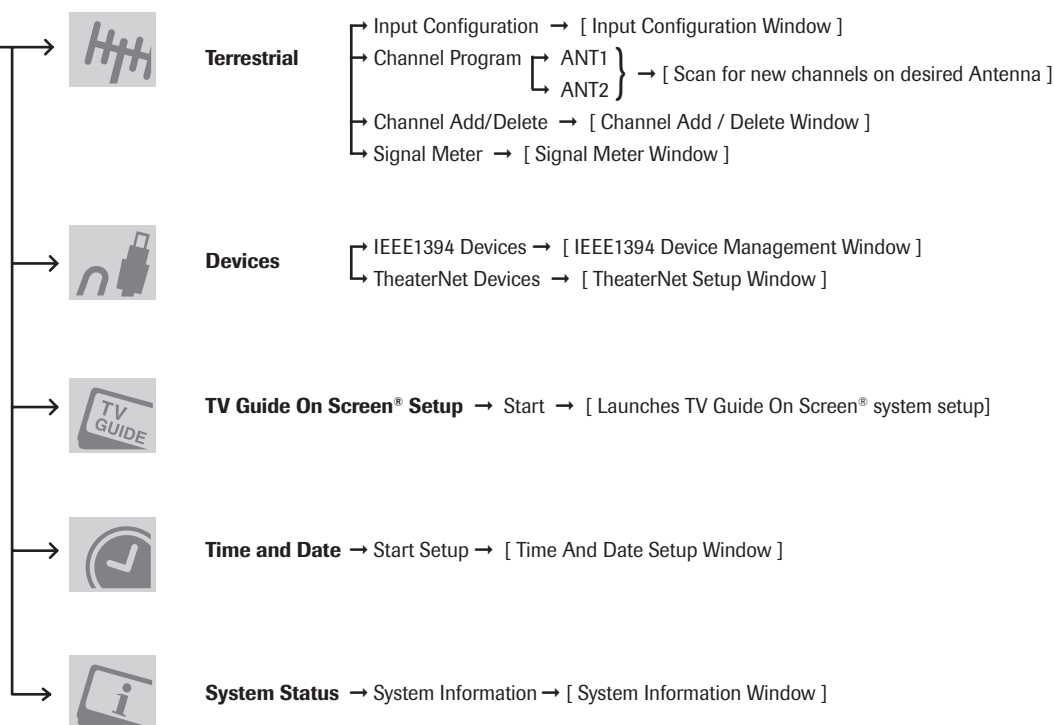 Terrestrial
→ Input Configuration → [ Input Configuration Window ]
→ Channel Program → ANT1
→ ANT2
} → [ Scan for new channels on desired Antenna ]
→ Channel Add/Delete → [ Channel Add / Delete Window ]
→ Signal Meter → [ Signal Meter Window ]
Devices
→ IEEE1394 Devices → [ IEEE1394 Device Management Window ]
→ TheaterNet Devices → [ TheaterNet Setup Window ]
TV
GUIDE
TV Guide On Screen® Setup → Start → [ Launches TV Guide On Screen® system setup]
Time and Date → Start Setup → [ Time And Date Setup Window ]
i
System Status → System Information → [ System Information Window ]